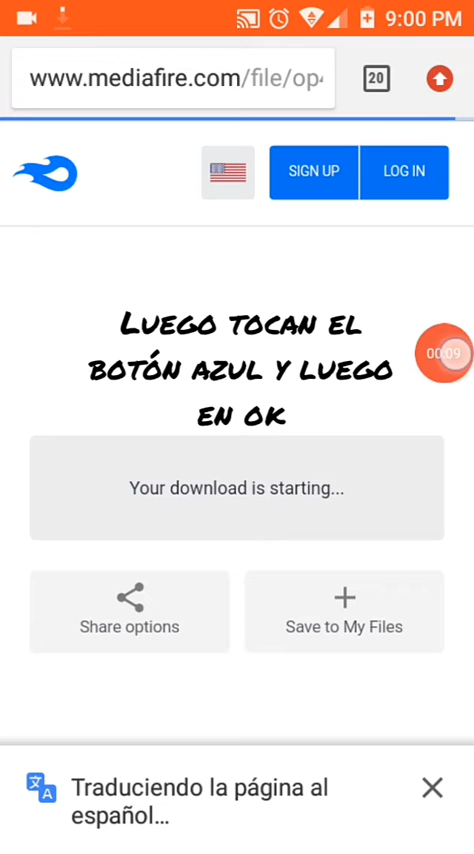 9:00 PM
www.mediafire.com/file/op4
20
SIGN UP
LOG IN
LUEGO TOCAN EL
BOTÓN AZUL Y LUEGO
EN OK
00:09
Your download is starting...
Share options
Save to My Files
Traduciendo la página al
español...